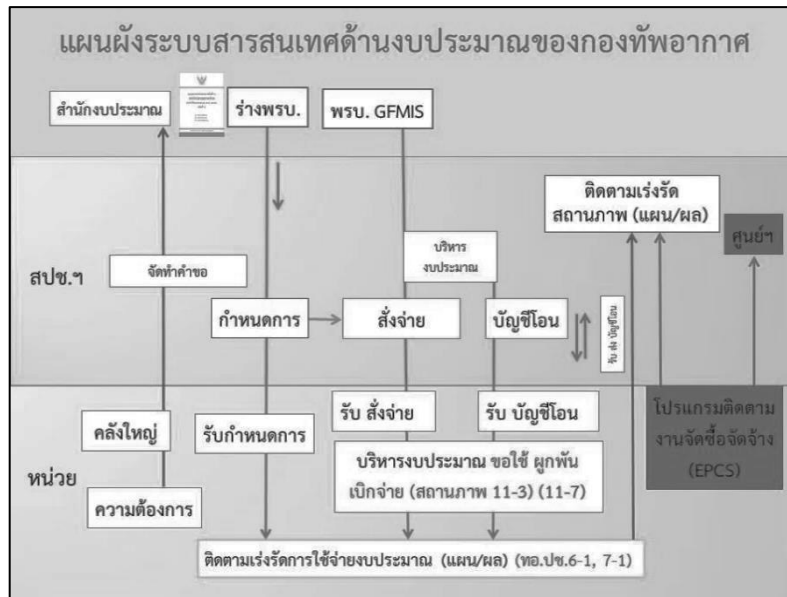 แผนผังระบบสารสนเทศด้านงบประมาณของกองทัพอากาศ
สำนักงบประมาณ
ร่างพรบ.
พรบ. GFMIS
ติดตามเร่งรัด
สถานภาพ (แผน/ผล)
ศูนย์ฯ
บริหาร
งบประมาณ
สปช.ฯ
จัดทำคำขอ
กำหนดการ
สั่งจ่าย
บัญชีโอน
รับ ส่ง บัญชีโอน
หน่วย
คลังใหญ่
รับกำหนดการ
รับ สั่งจ่าย
รับ บัญชีโอน
โปรแกรมติดตาม
งานจัดซื้อจัดจ้าง
(EPCS)
บริหารงบประมาณ ขอใช้ ผูกพัน
เบิกจ่าย (สถานภาพ 11-3) (11-7)
ความต้องการ
ติดตามเร่งรัดการใช้จ่ายงบประมาณ (แผน/ผล) (ทอ.ปช.6-1, 7-1)